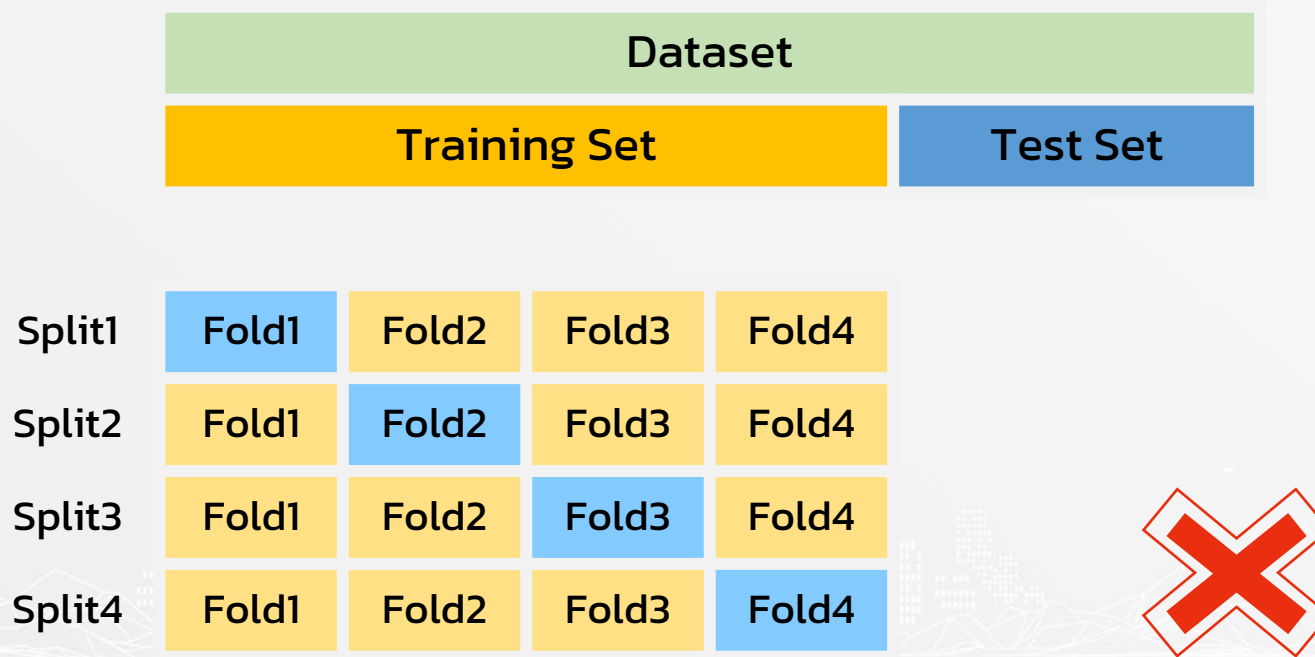 Dataset
Training Set Test Set
Split1 Fold1 Fold2 Fold3 Fold4
Split2 Fold1 Fold2 Fold3 Fold4
Split3 Fold1 Fold2 Fold3 Fold4
Split4 Fold1 Fold2 Fold3 Fold4